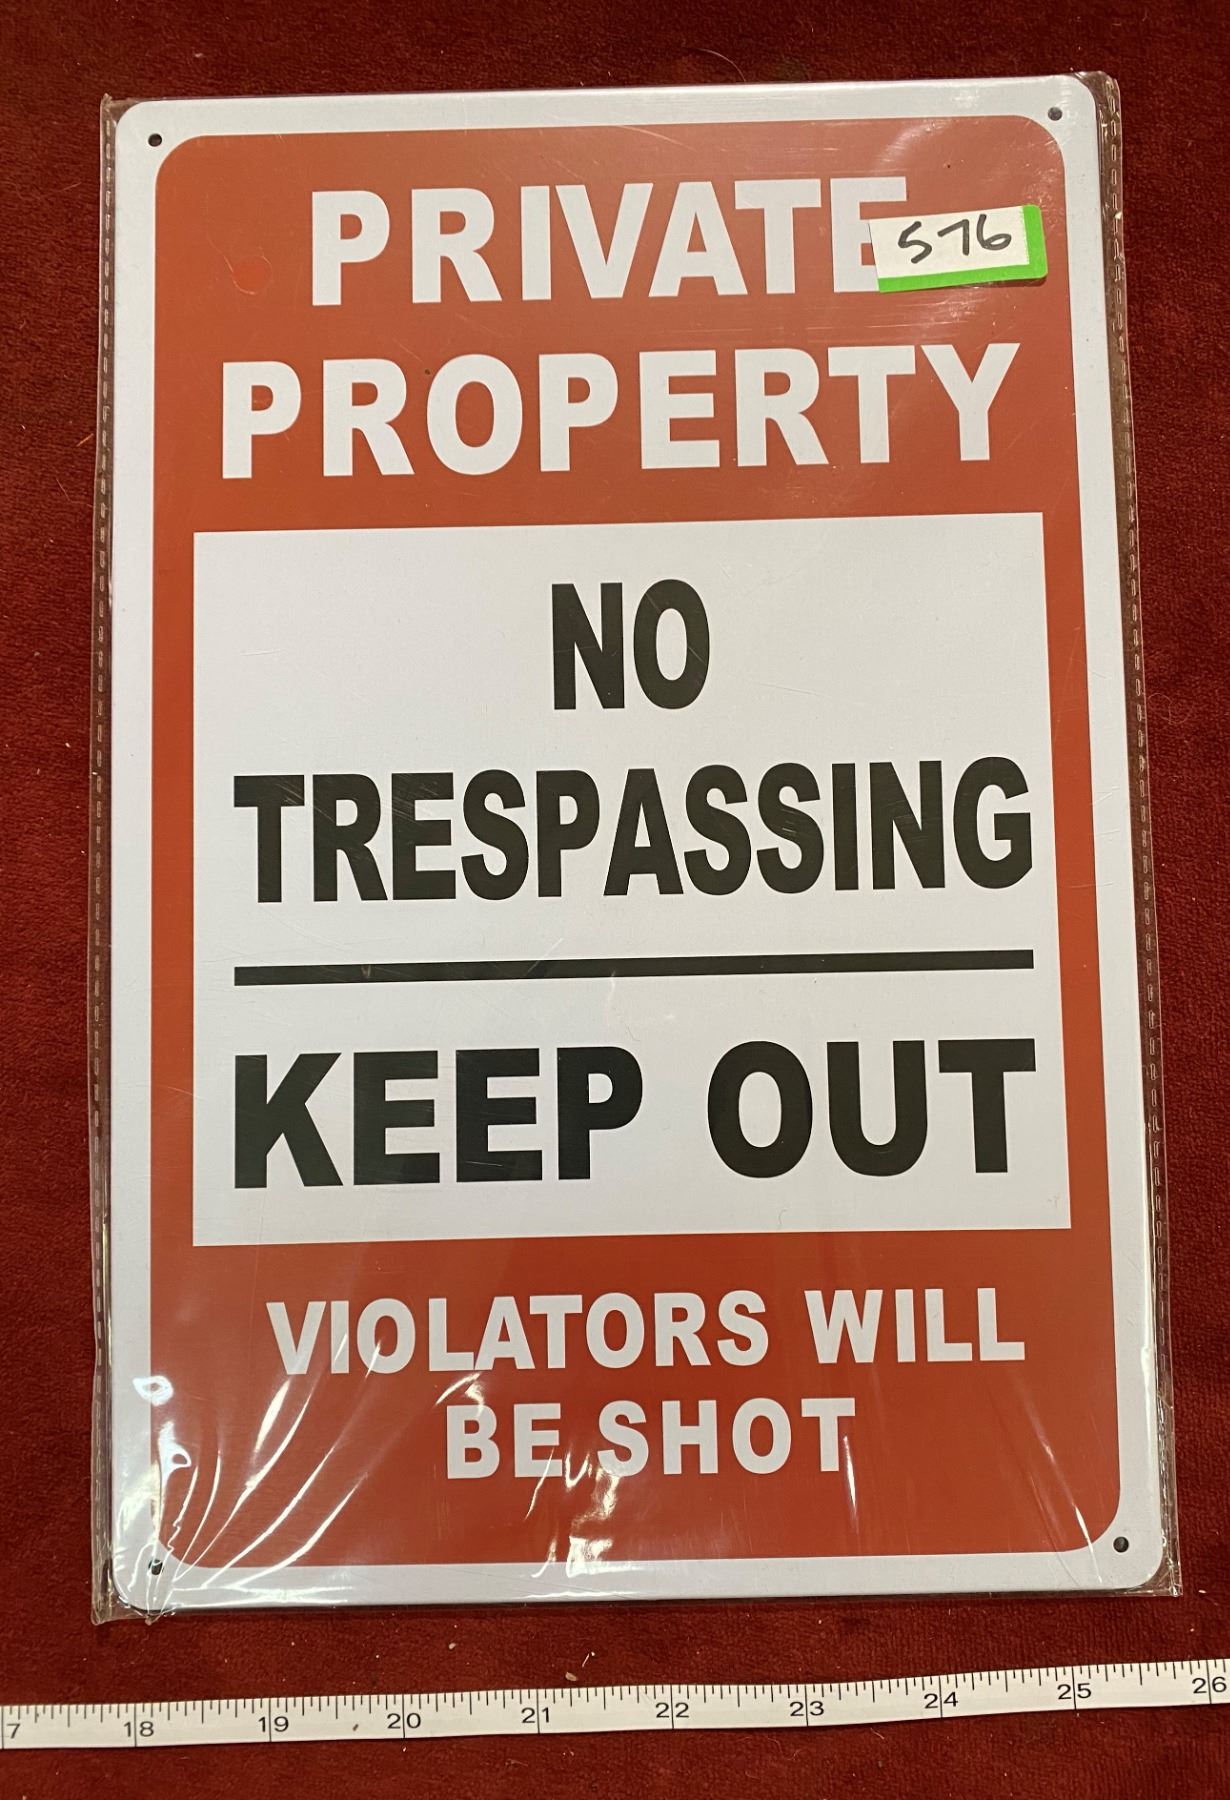 PRIVATE
576
PROPERTY
NO
TRESPASSING
KEEP OUT
VIOLATORS WILL
BE SHOT
7 18 19 20 21 22 23 24 25 26